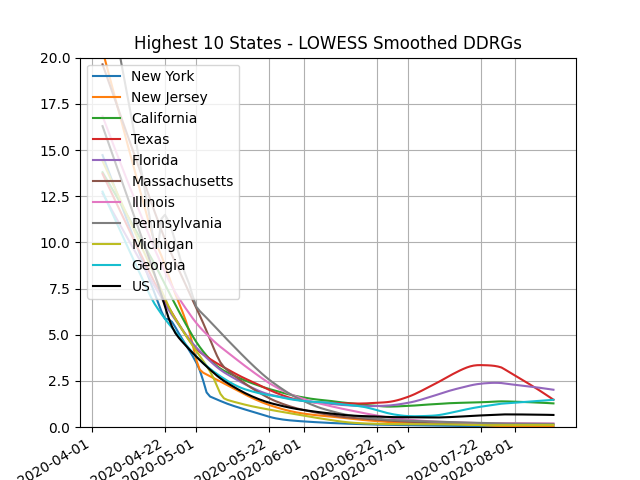 Highest 10 States - LOWESS Smoothed DDRGs
20.0
17.5
15.0
12.5
10.0
7.5
5.0
2.5
0.0
New York
New Jersey
California
Texas
Florida
Massachusetts
Illinois
Pennsylvania
Michigan
Georgia
US
2020-04-01
2020-04-22
2020-05-01
2020-05-22
2020-06-01
2020-06-22
2020-07-01
2020-07-22
2020-08-01